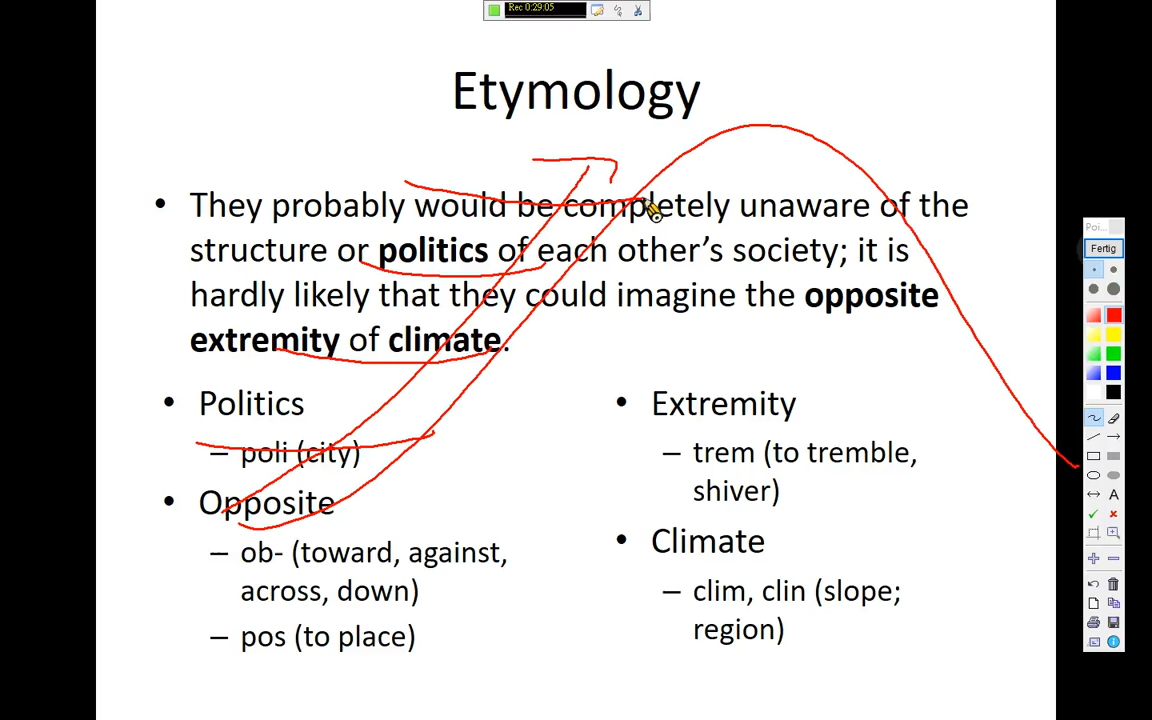 Rec 0:29:05
Etymology
• They probably would be completely unaware of the
structure or politics of each other's society; it is
hardly likely that they could imagine the opposite
extremity of climate.
• Politics
– poli (city)
• Opposite
– ob- (toward, against,
across, down)
– pos (to place)
• Extremity
– trem (to tremble,
shiver)
• Climate
– clim, clin (slope;
region)
Poi...
Fertig
A